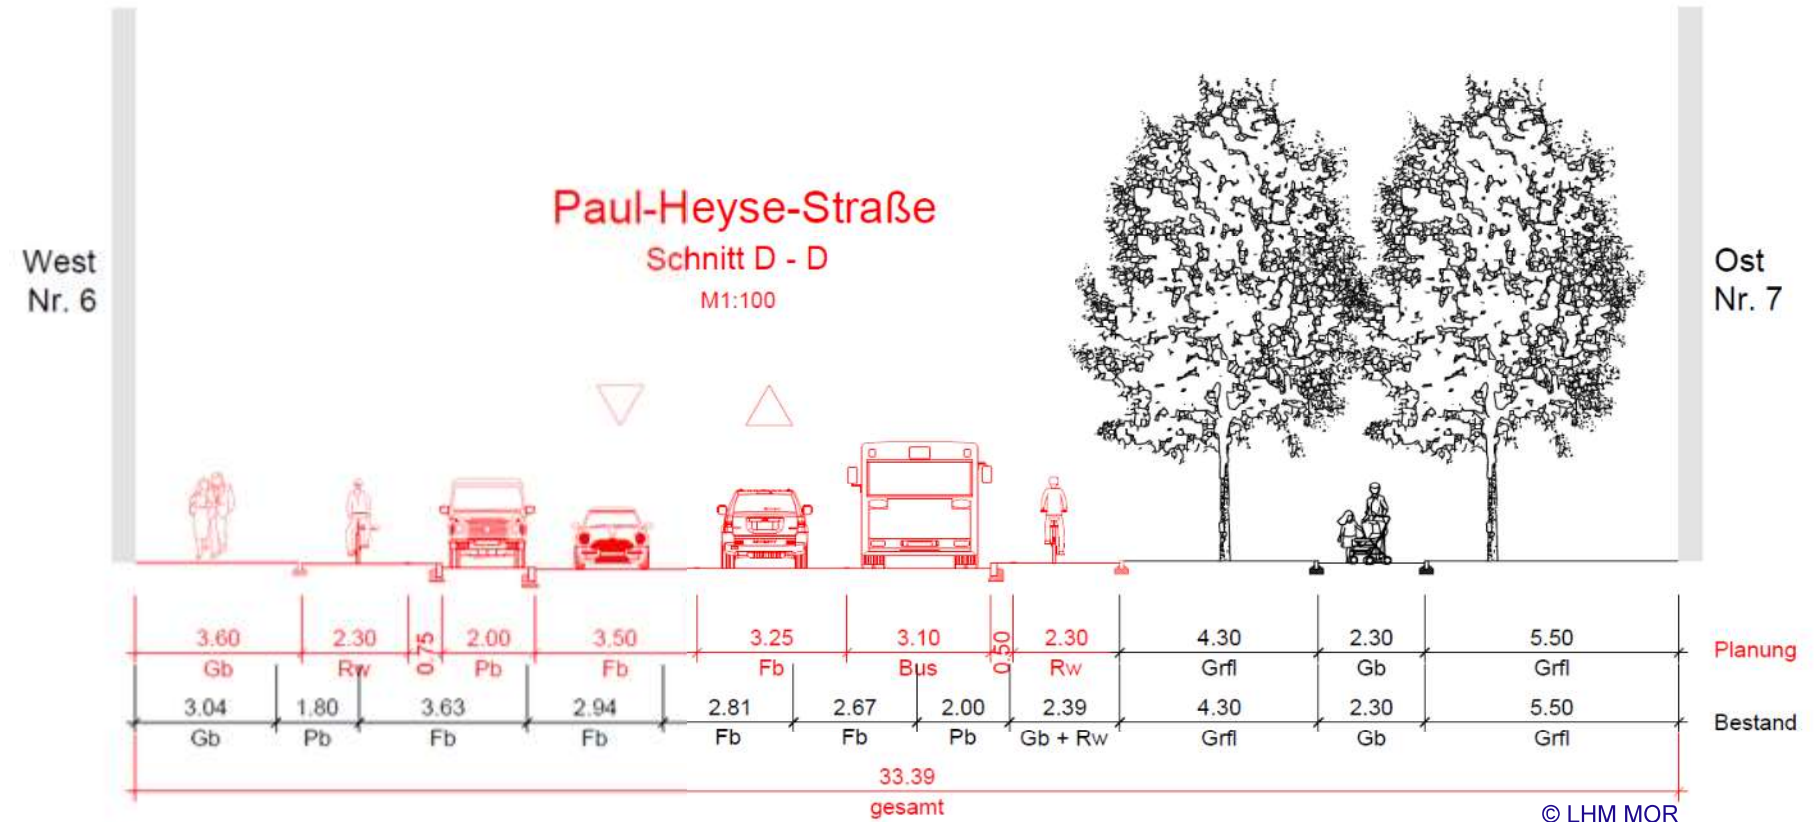 Paul-Heyse-Straße
Schnitt D - D
M1:100
West
Nr. 6
Ost
Nr. 7
3.60 2.30 0.75 2.00 3.50 3.25 3.10 0.50 2.30 4.30 2.30 5.50
Gb Rw Pb Fb Fb Bus Rw Grfl Gb Grfl
Planung
3.04 1.80 3.63 2.94 2.81 2.67 2.00 2.39 4.30 2.30 5.50
Gb Pb Fb Fb Fb Fb Pb Gb + Rw Grfl Gb Grfl
Bestand
33.39
gesamt
© LHM MOR